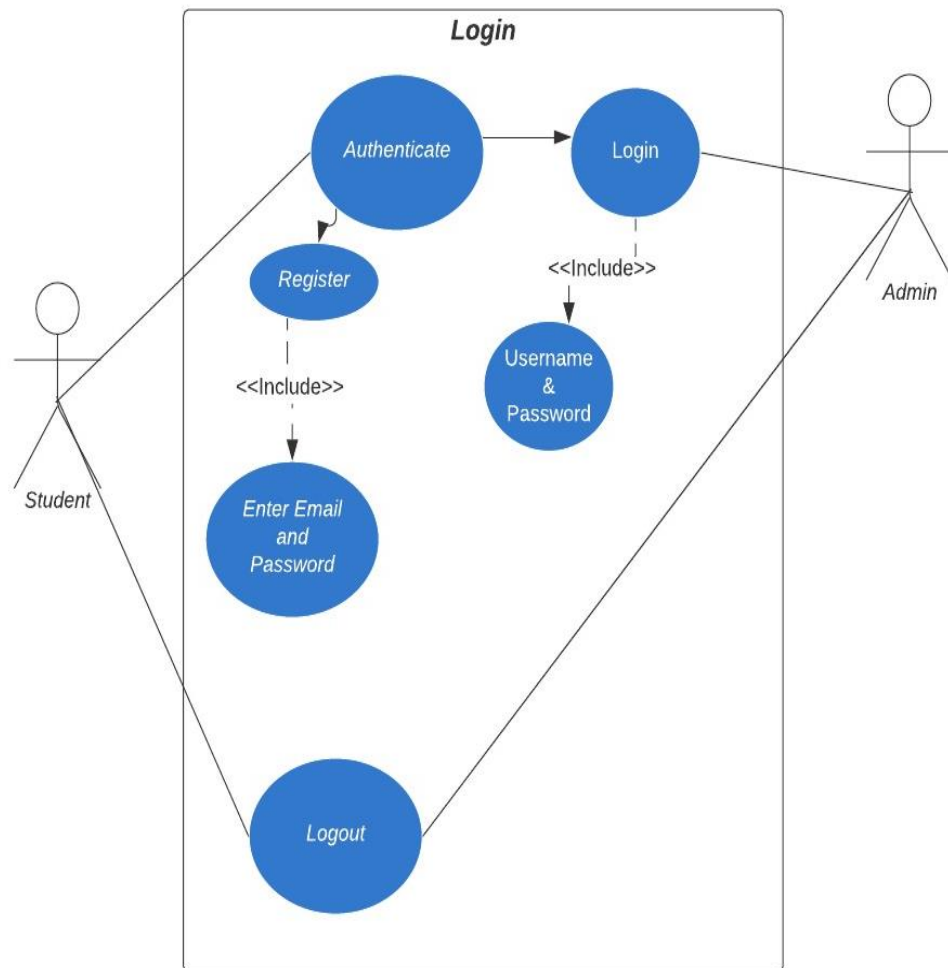 Login
Authenticate
Login
Register
<<Include>>
Admin
Username
&
Password
<<Include>>
Student
Enter Email
and
Password
Logout